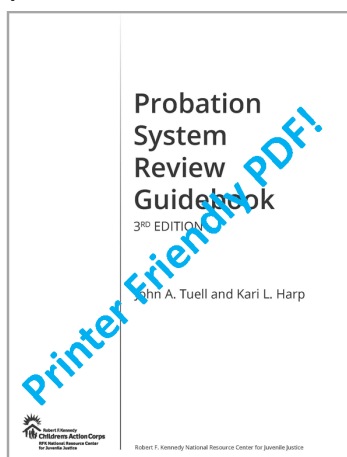 Probation
System
Review
Guidebook
3RD EDITION
John A. Tuell and Kari L. Harp
Printer Friendly PDF!
Robert F. Kennedy
Children's Action Corps
RFK National Resource Center
for Juvenile Justice
Robert F. Kennedy National Resource Center for Juvenile Justice